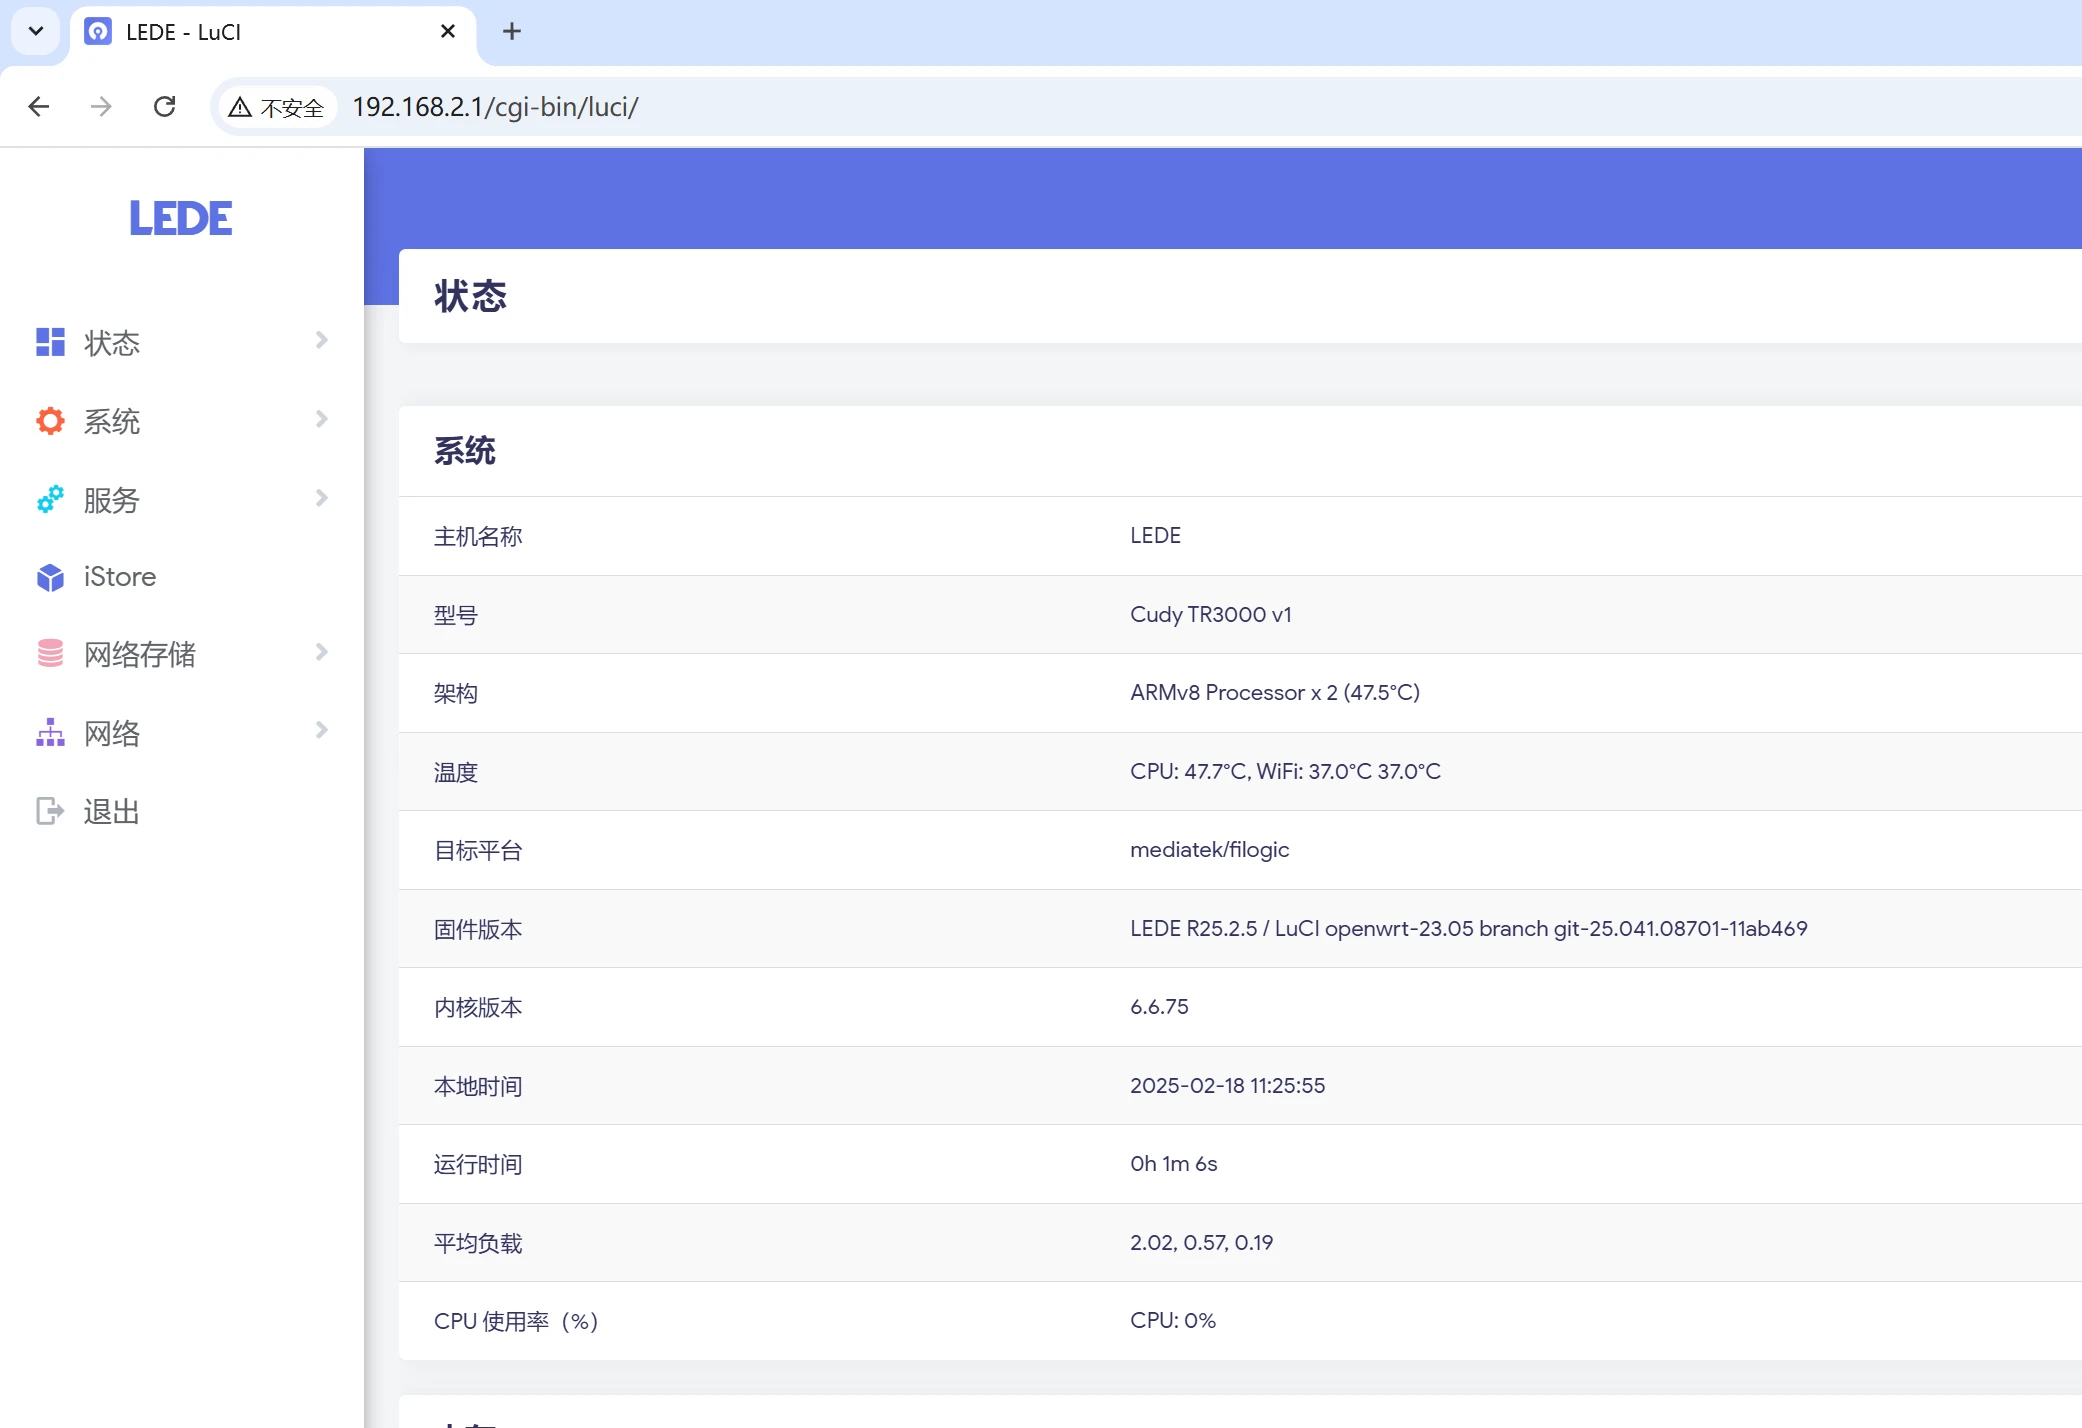 LEDE - LuCI
不安全
192.168.2.1/cgi-bin/luci/
LEDE
状态
系统
服务
iStore
网络存储
网络
退出
状态
系统
主机名称 LEDE
型号 Cudy TR3000 v1
架构 ARMv8 Processor x 2 (47.5°C)
温度 CPU: 47.7°C, WiFi: 37.0°C 37.0°C
目标平台 mediatek/filogic
固件版本 LEDE R25.2.5 / LuCI openwrt-23.05 branch git-25.041.08701-11ab469
内核版本 6.6.75
本地时间 2025-02-18 11:25:55
运行时间 0h 1m 6s
平均负载 2.02, 0.57, 0.19
CPU 使用率（%） CPU: 0%